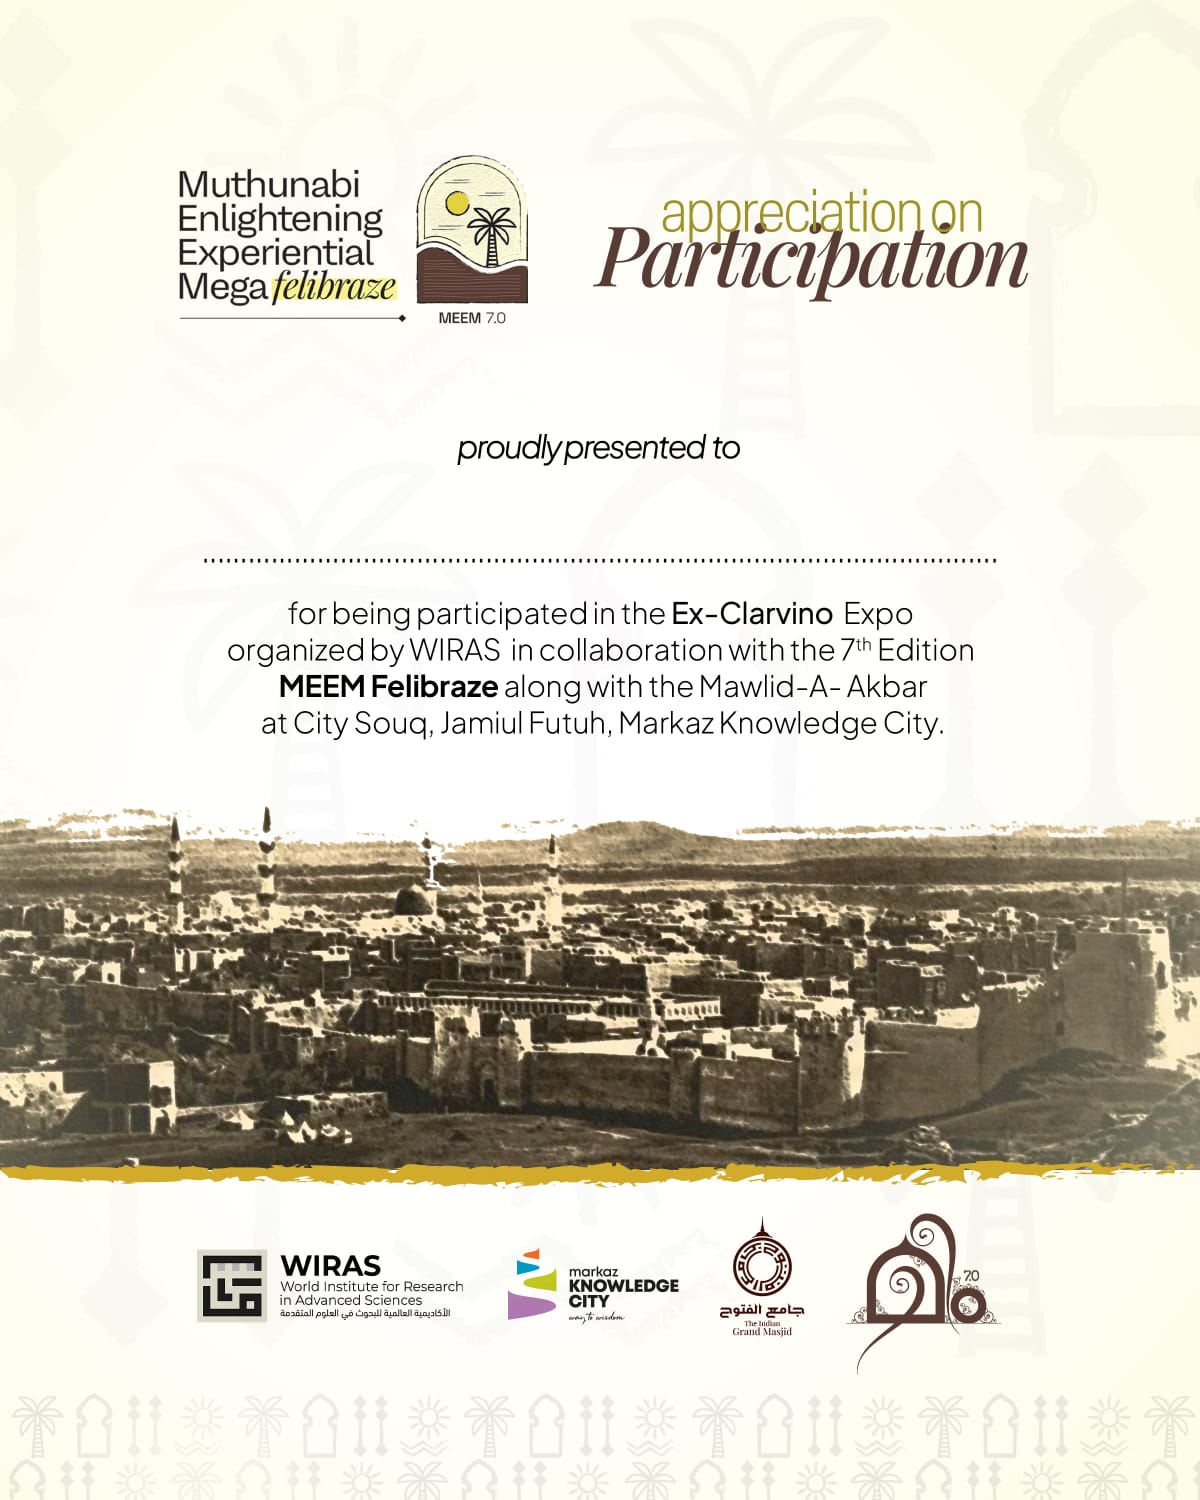 Muthunabi
Enlightening
Experiential
Mega felibraze
MEEM 7.0
appreciation on
Participation
proudly presented to
for being participated in the Ex-Clarvino Expo
organized by WIRAS in collaboration with the 7th Edition
MEEM Felibraze along with the Mawlid-A- Akbar
at City Souq, Jamiul Futuh, Markaz Knowledge City.
WIRAS
World Institute for Research
in Advanced Sciences
الأكاديمية العالمية للبحوث في العلوم المتقدمة
markaz
KNOWLEDGE
CITY
way to wisdom
جامع الفتوح
The Indian
Grand Masjid
7.0